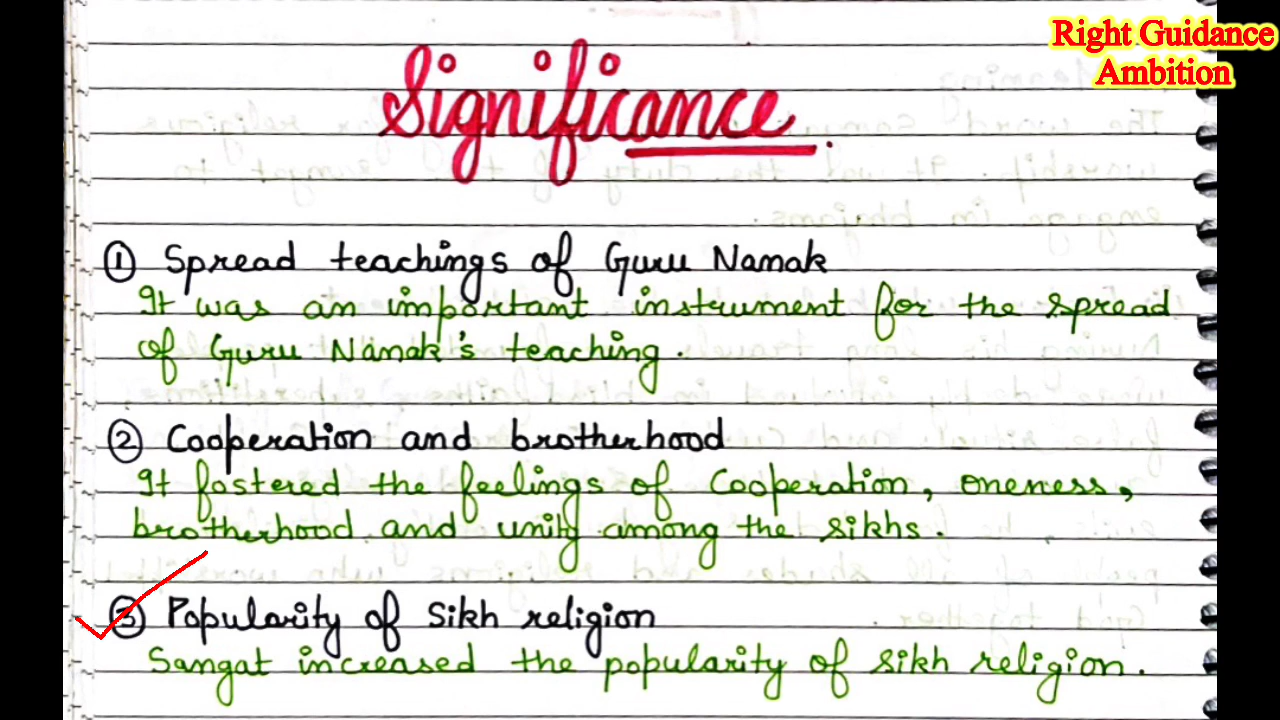 Right Guidance
Ambition
Significance.
① Spread teachings of Guru Nanak
It was an important instrument for the spread
of Guru Nanak's teaching.
② Cooperation and brotherhood
It fostered the feelings of Cooperation, oneness,
brotherhood and unity among the sikhs.
③ Popularity of Sikh religion
Sangat increased the popularity of sikh religion.